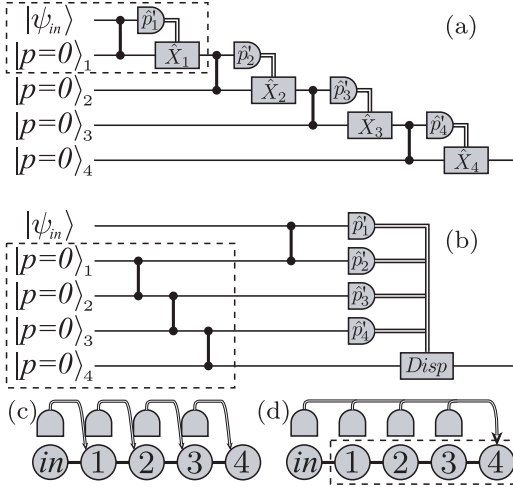 |ψin⟩ p̂'1 (a)
|p=0⟩1 X̂1 p̂'2
|p=0⟩2 X̂2 p̂'3
|p=0⟩3 X̂3 p̂'4
|p=0⟩4 X̂4
|ψin⟩ p̂'1 (b)
|p=0⟩1 p̂'2
|p=0⟩2 p̂'3
|p=0⟩3 p̂'4
|p=0⟩4 Disp
(c) (d)
in 1 2 3 4 in 1 2 3 4